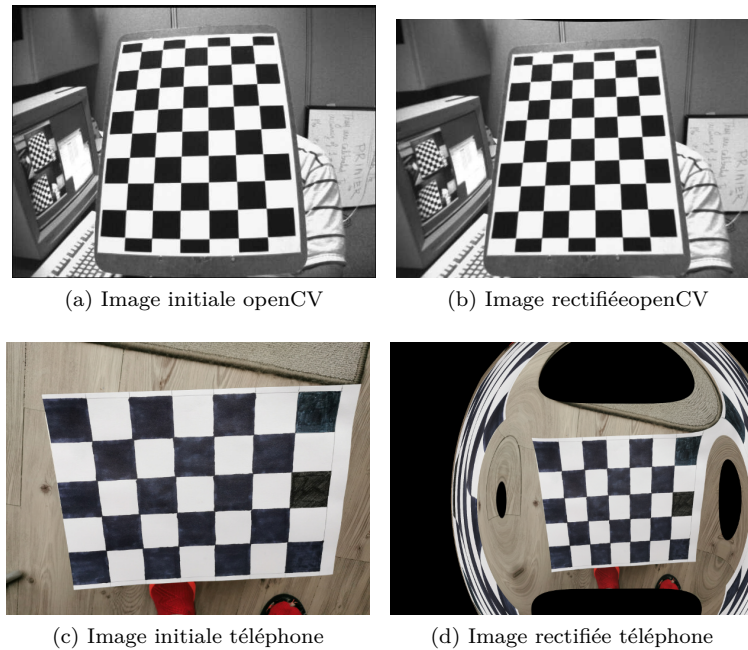 (a) Image initiale openCV
(b) Image rectifiéeopenCV
(c) Image initiale téléphone
(d) Image rectifiée téléphone